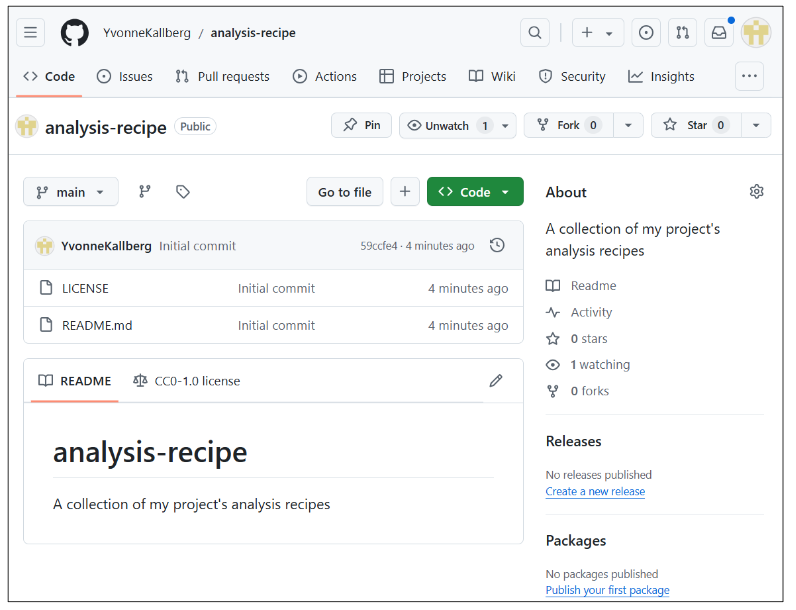 YvonneKallberg / analysis-recipe
Code Issues Pull requests Actions Projects Wiki Security Insights
analysis-recipe Public Pin Unwatch 1 Fork 0 Star 0
main Go to file Code
YvonneKallberg Initial commit 59ccfe4 · 4 minutes ago
LICENSE Initial commit 4 minutes ago
README.md Initial commit 4 minutes ago
README CC0-1.0 license
analysis-recipe
A collection of my project's analysis recipes
About
A collection of my project's
analysis recipes
Readme
Activity
0 stars
1 watching
0 forks
Releases
No releases published
Create a new release
Packages
No packages published
Publish your first package